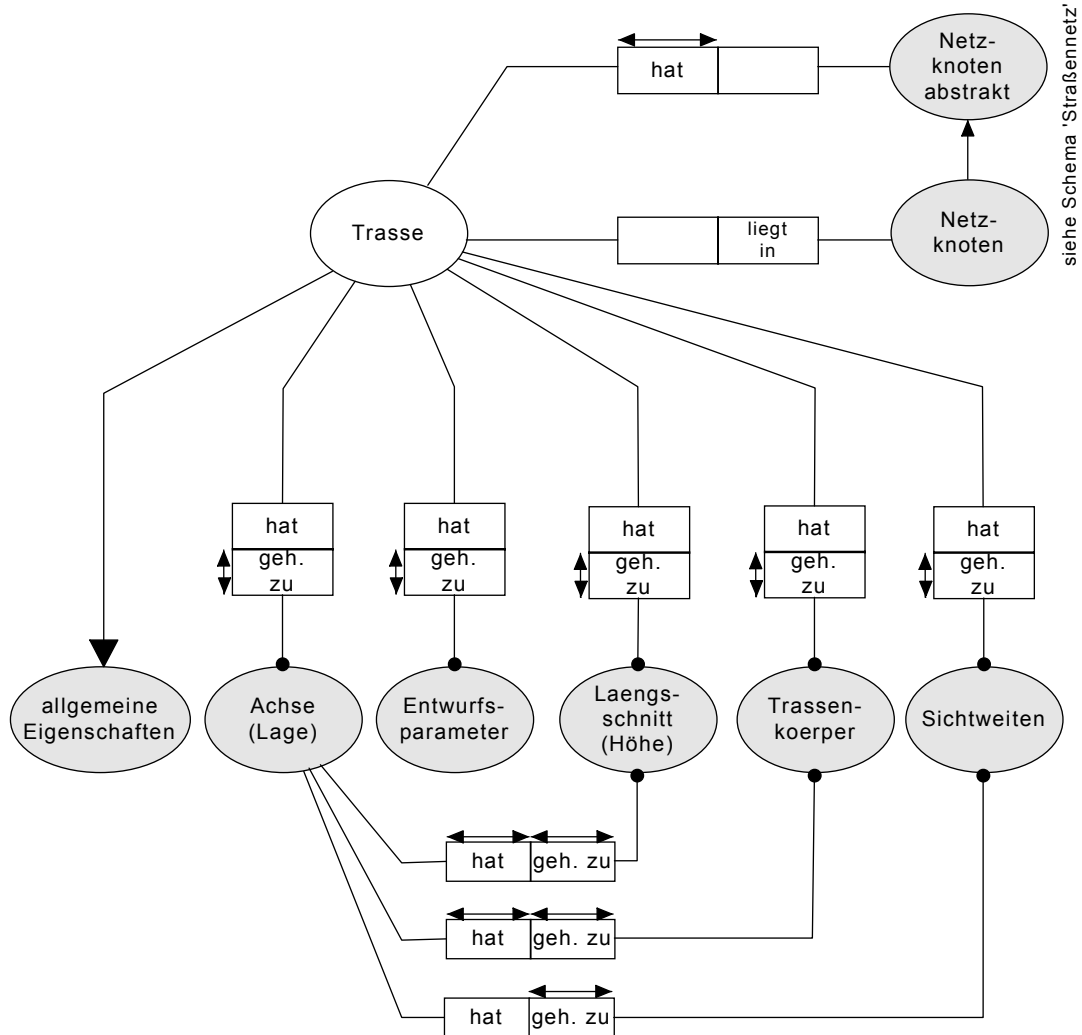 siehe Schema 'Straßennetz'
hat
Netz-
knoten
abstrakt
Trasse
liegt
in
Netz-
knoten
hat
geh.
zu
hat
geh.
zu
hat
geh.
zu
hat
geh.
zu
hat
geh.
zu
allgemeine
Eigenschaften
Achse
(Lage)
Entwurfs-
parameter
Laengs-
schnitt
(Höhe)
Trassen-
koerper
Sichtweiten
hat geh. zu
hat geh. zu
hat geh. zu